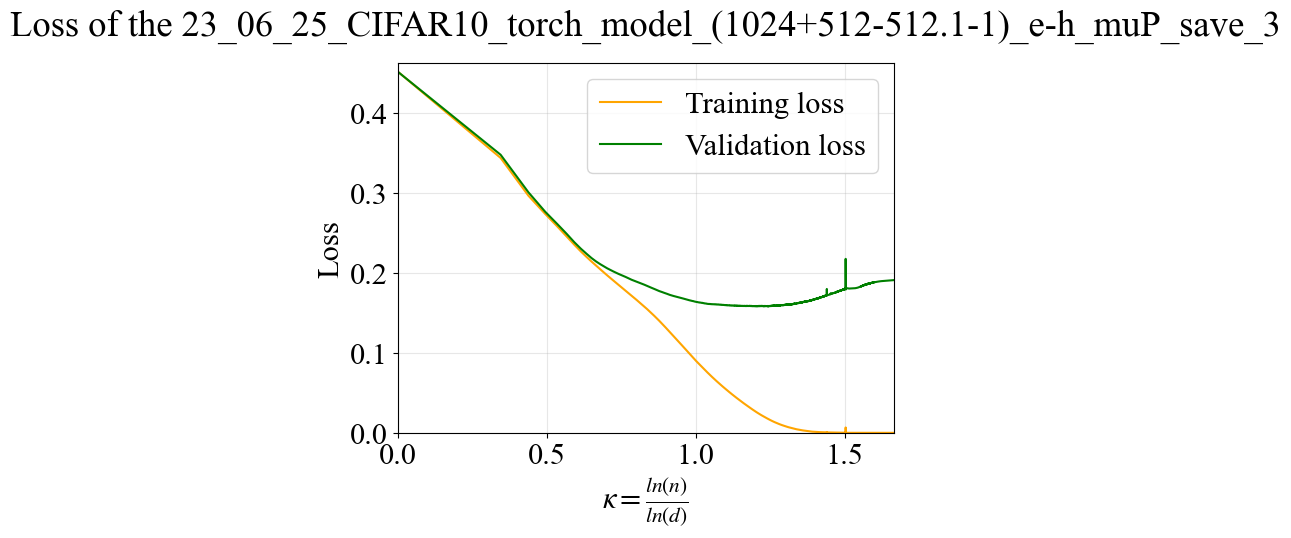 Loss of the 23_06_25_CIFAR10_torch_model_(1024+512-512.1-1)_e-h_muP_save_3
Training loss
Validation loss
Loss
0.4
0.3
0.2
0.1
0.0
0.0 0.5 1.0 1.5
κ = ln(n) / ln(d)